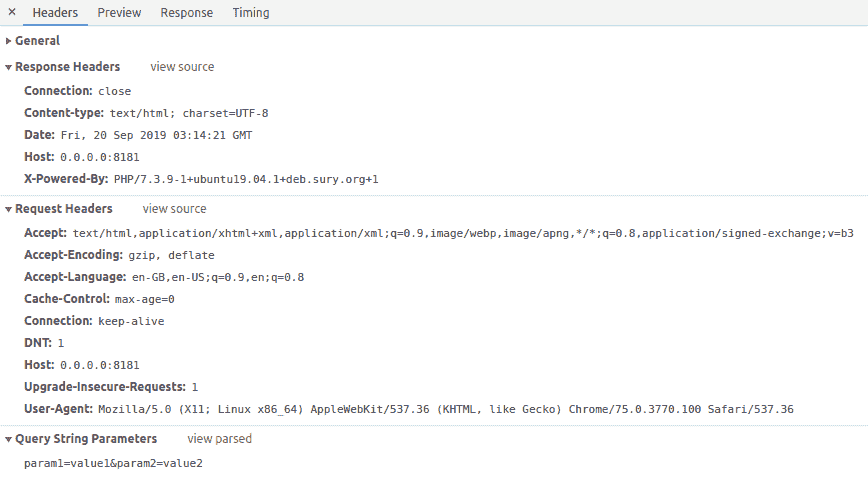 × Headers Preview Response Timing
General
Response Headers view source
Connection: close
Content-type: text/html; charset=UTF-8
Date: Fri, 20 Sep 2019 03:14:21 GMT
Host: 0.0.0.0:8181
X-Powered-By: PHP/7.3.9-1+ubuntu19.04.1+deb.sury.org+1
Request Headers view source
Accept: text/html,application/xhtml+xml,application/xml;q=0.9,image/webp,image/apng,*/*;q=0.8,application/signed-exchange;v=b3
Accept-Encoding: gzip, deflate
Accept-Language: en-GB,en-US;q=0.9,en;q=0.8
Cache-Control: max-age=0
Connection: keep-alive
DNT: 1
Host: 0.0.0.0:8181
Upgrade-Insecure-Requests: 1
User-Agent: Mozilla/5.0 (X11; Linux x86_64) AppleWebKit/537.36 (KHTML, like Gecko) Chrome/75.0.3770.100 Safari/537.36
Query String Parameters view parsed
param1=value1&param2=value2